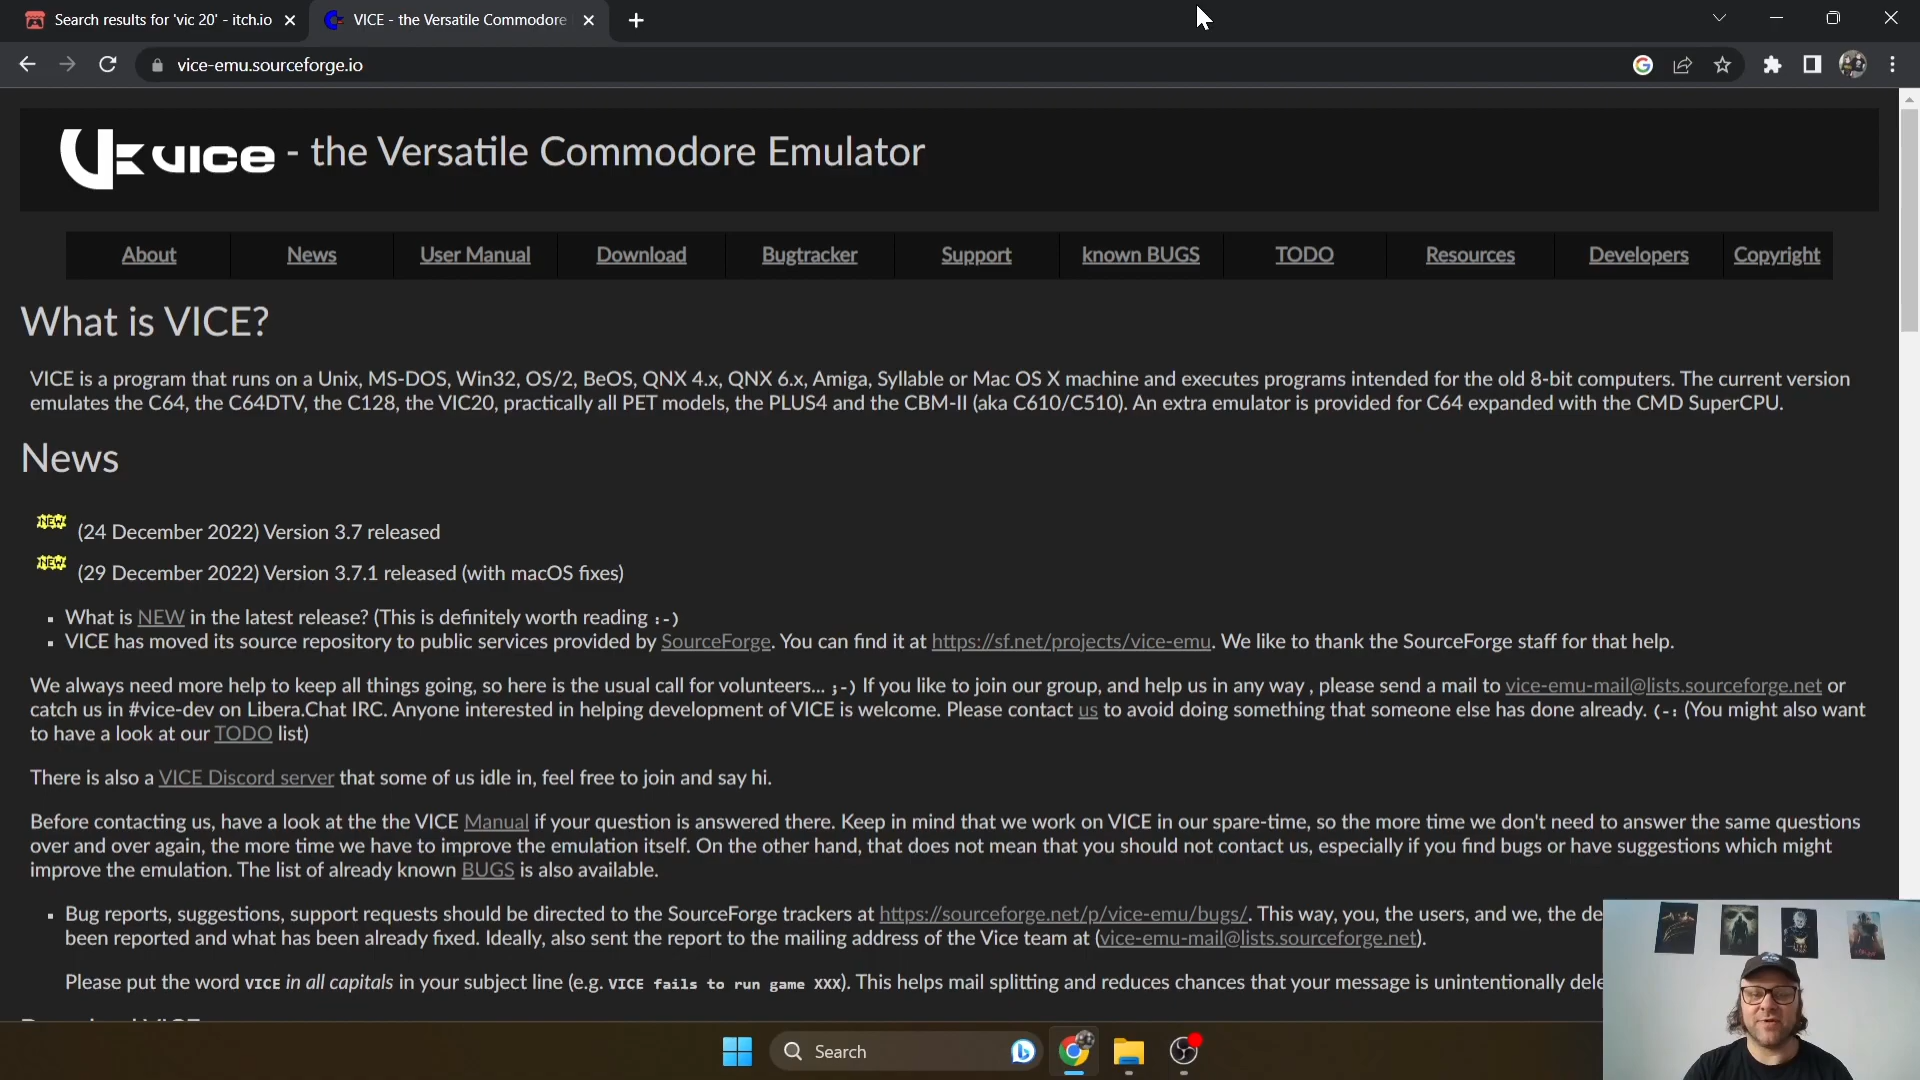 Search results for 'vic 20' - itch.io
VICE - the Versatile Commodore
vice-emu.sourceforge.io
VICE - the Versatile Commodore Emulator
About News User Manual Download Bugtracker Support known BUGS TODO Resources Developers Copyright
What is VICE?
VICE is a program that runs on a Unix, MS-DOS, Win32, OS/2, BeOS, QNX 4.x, QNX 6.x, Amiga, Syllable or Mac OS X machine and executes programs intended for the old 8-bit computers. The current version
emulates the C64, the C64DTV, the C128, the VIC20, practically all PET models, the PLUS4 and the CBM-II (aka C610/C510). An extra emulator is provided for C64 expanded with the CMD SuperCPU.
News
NEW (24 December 2022) Version 3.7 released
NEW (29 December 2022) Version 3.7.1 released (with macOS fixes)
What is NEW in the latest release? (This is definitely worth reading :-)
VICE has moved its source repository to public services provided by SourceForge. You can find it at https://sf.net/projects/vice-emu. We like to thank the SourceForge staff for that help.
We always need more help to keep all things going, so here is the usual call for volunteers... ;-) If you like to join our group, and help us in any way , please send a mail to vice-emu-mail@lists.sourceforge.net or
catch us in #vice-dev on Libera.Chat IRC. Anyone interested in helping development of VICE is welcome. Please contact us to avoid doing something that someone else has done already. (-: (You might also want
to have a look at our TODO list)
There is also a VICE Discord server that some of us idle in, feel free to join and say hi.
Before contacting us, have a look at the the VICE Manual if your question is answered there. Keep in mind that we work on VICE in our spare-time, so the more time we don't need to answer the same questions
over and over again, the more time we have to improve the emulation itself. On the other hand, that does not mean that you should not contact us, especially if you find bugs or have suggestions which might
improve the emulation. The list of already known BUGS is also available.
Bug reports, suggestions, support requests should be directed to the SourceForge trackers at https://sourceforge.net/p/vice-emu/bugs/. This way, you, the users, and we, the de
been reported and what has been already fixed. Ideally, also sent the report to the mailing address of the Vice team at (vice-emu-mail@lists.sourceforge.net).
Please put the word VICE in all capitals in your subject line (e.g. VICE fails to run game XXX). This helps mail splitting and reduces chances that your message is unintentionally dele
Search